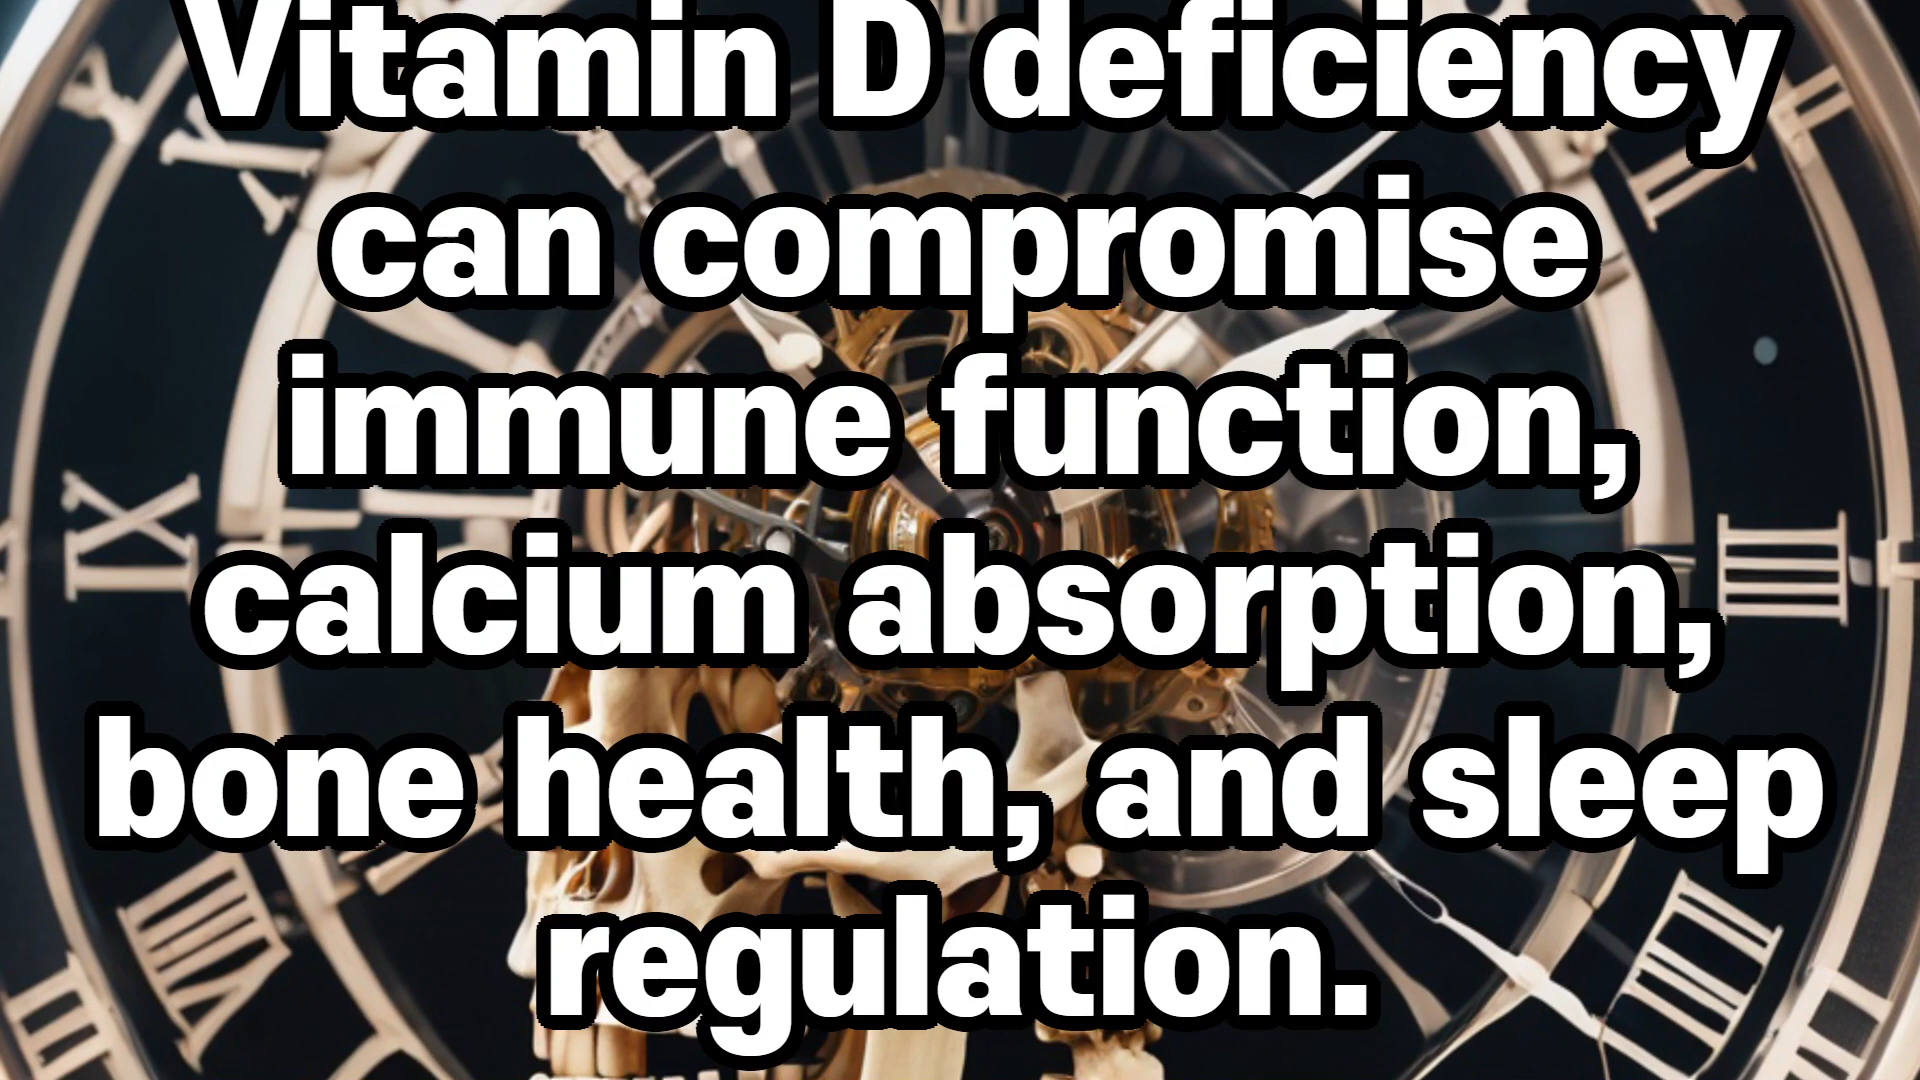 Vitamin D deficiency
can compromise
immune function,
calcium absorption,
bone health, and sleep
regulation.